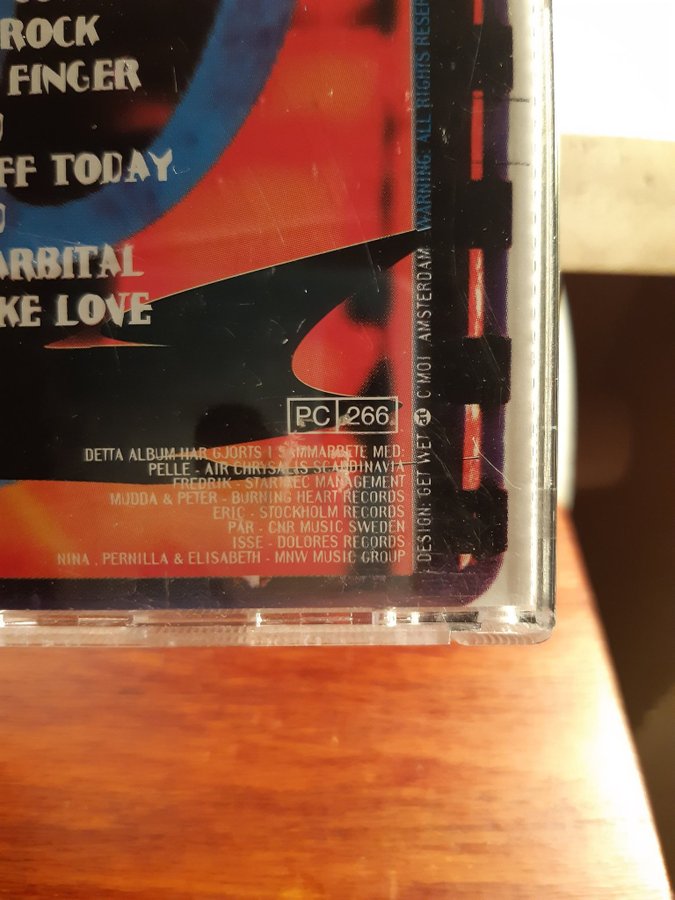 ROCK
FINGER
FF TODAY
ARBITAL
KE LOVE
PC 266
DETTA ALBUM HAR GJORTS I SAMMARBETE MED:
PELLE - AIR CHRYSALIS SCANDINAVIA
FREDRIK - STARTREC MANAGEMENT
MUDDA & PETER - BURNING HEART RECORDS
ERIC - STOCKHOLM RECORDS
PÄR - CNR MUSIC SWEDEN
ISSE - DOLORES RECORDS
NINA , PERNILLA & ELISABETH - MNW MUSIC GROUP
DESIGN: GET WET C'MOI AMSTERDAM WARNING: ALL RIGHTS RESER